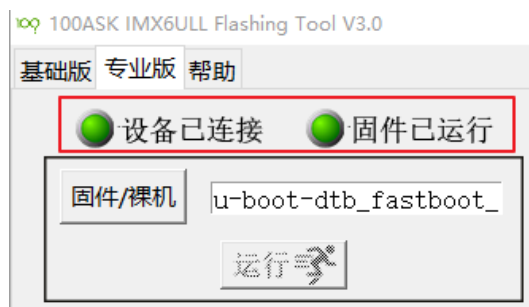 100ASK IMX6ULL Flashing Tool V3.0
基础版 专业版 帮助
设备已连接 固件已运行
固件/裸机 u-boot-dtb_fastboot_
运行